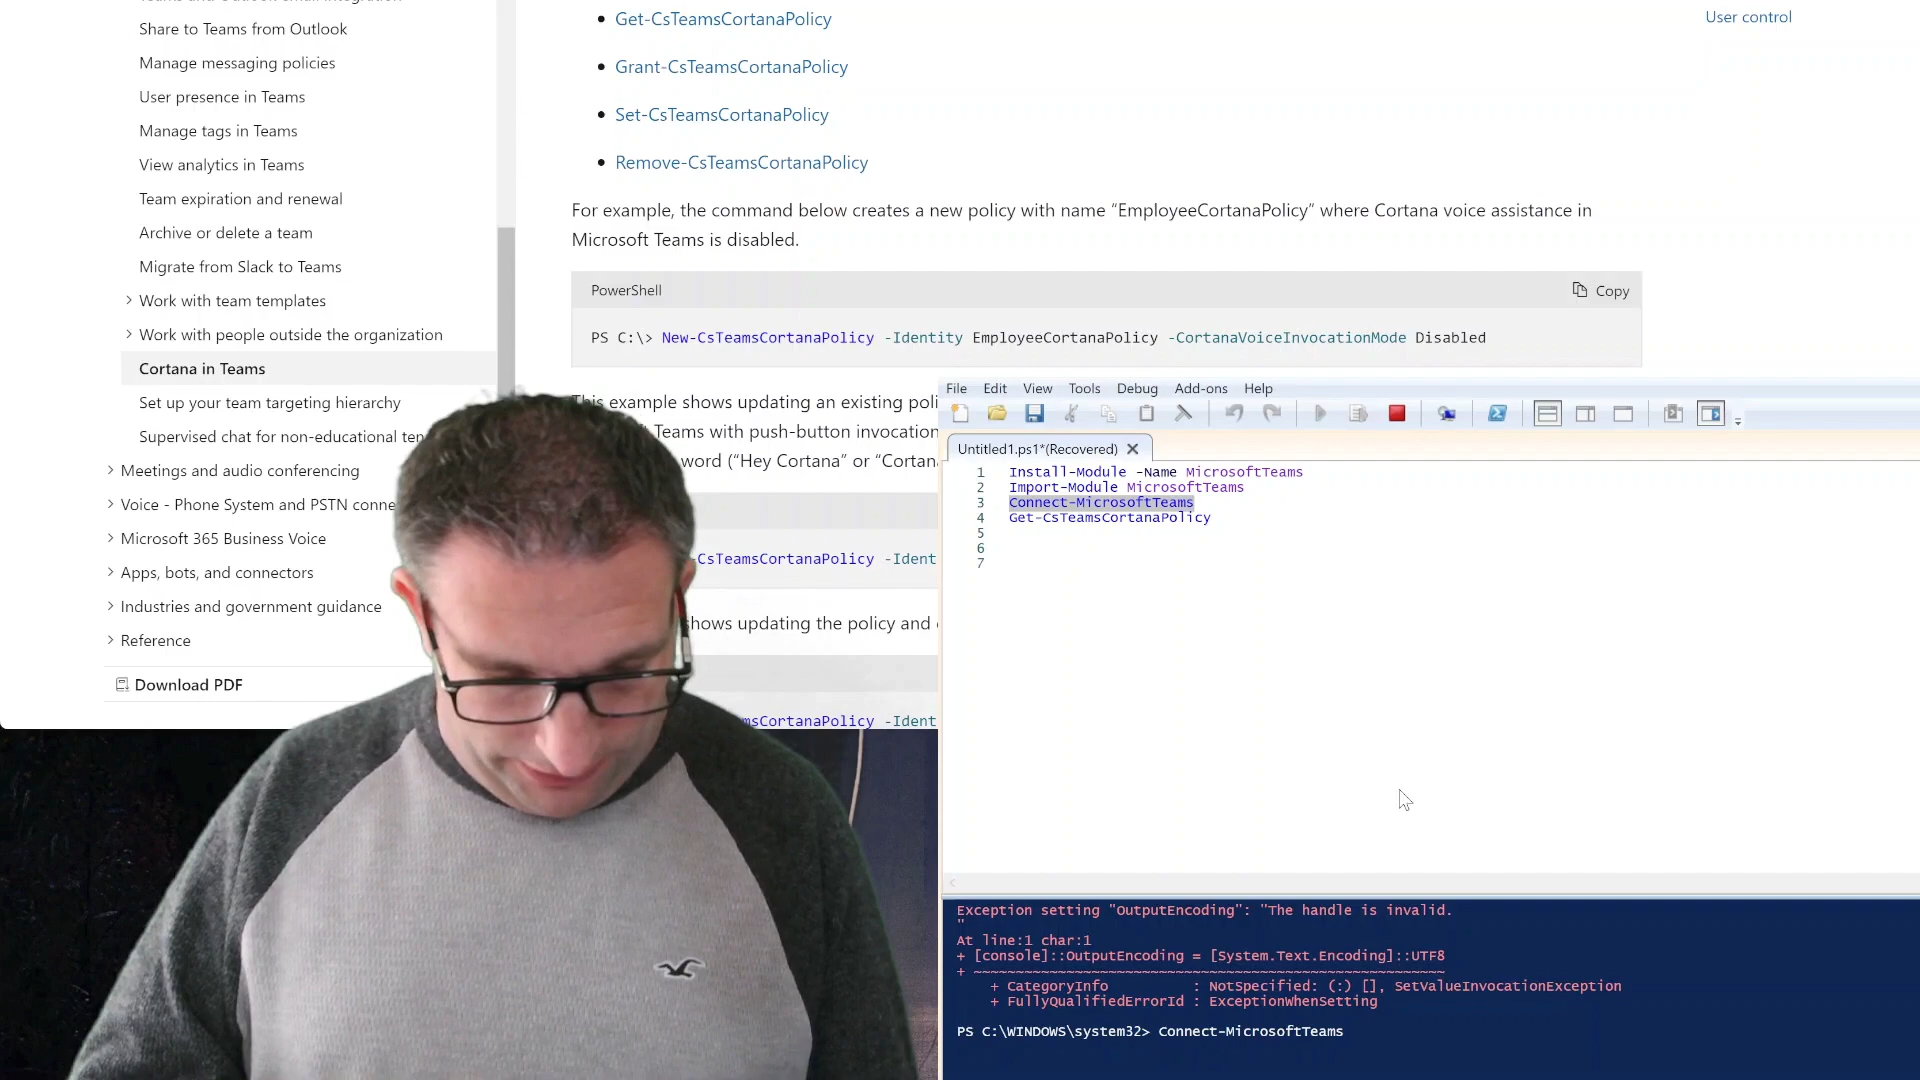 Share to Teams from Outlook
Manage messaging policies
User presence in Teams
Manage tags in Teams
View analytics in Teams
Team expiration and renewal
Archive or delete a team
Migrate from Slack to Teams
Work with team templates
Work with people outside the organization
Cortana in Teams
Set up your team targeting hierarchy
Supervised chat for non-educational ten
Meetings and audio conferencing
Voice - Phone System and PSTN conne
Microsoft 365 Business Voice
Apps, bots, and connectors
Industries and government guidance
Reference
Download PDF
Get-CsTeamsCortanaPolicy
Grant-CsTeamsCortanaPolicy
Set-CsTeamsCortanaPolicy
Remove-CsTeamsCortanaPolicy
For example, the command below creates a new policy with name “EmployeeCortanaPolicy” where Cortana voice assistance in
Microsoft Teams is disabled.
PowerShell
Copy
PS C:\> New-CsTeamsCortanaPolicy -Identity EmployeeCortanaPolicy -CortanaVoiceInvocationMode Disabled
This example shows updating an existing poli
Teams with push-button invocation
word (“Hey Cortana” or “Cortan
-CsTeamsCortanaPolicy -Ident
shows updating the policy and
msCortanaPolicy -Ident
User control
File Edit View Tools Debug Add-ons Help
Untitled1.ps1*(Recovered)
1 Install-Module -Name MicrosoftTeams
2 Import-Module MicrosoftTeams
3 Connect-MicrosoftTeams
4 Get-CsTeamsCortanaPolicy
5
6
7
Exception setting "OutputEncoding": "The handle is invalid.
"
At line:1 char:1
+ [console]::OutputEncoding = [System.Text.Encoding]::UTF8
+ ~~~~~~~~~~~~~~~~~~~~~~~~~~~~~~~~~~~~~~~~~~~~~~~~~~~~~~~~
+ CategoryInfo : NotSpecified: (:) [], SetValueInvocationException
+ FullyQualifiedErrorId : ExceptionWhenSetting
PS C:\WINDOWS\system32> Connect-MicrosoftTeams